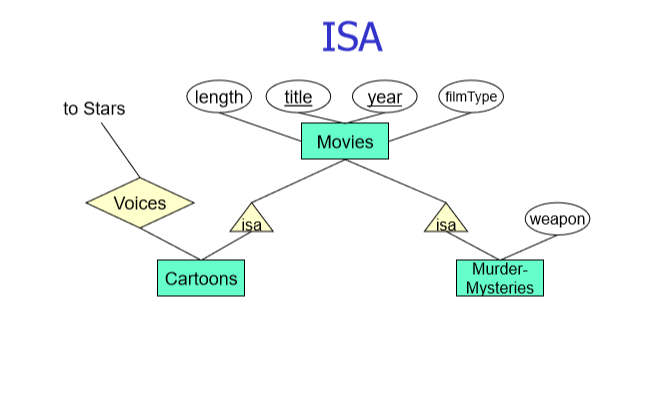 ISA
length
title
year
filmType
to Stars
Movies
Voices
isa
isa
weapon
Cartoons
Murder-
Mysteries